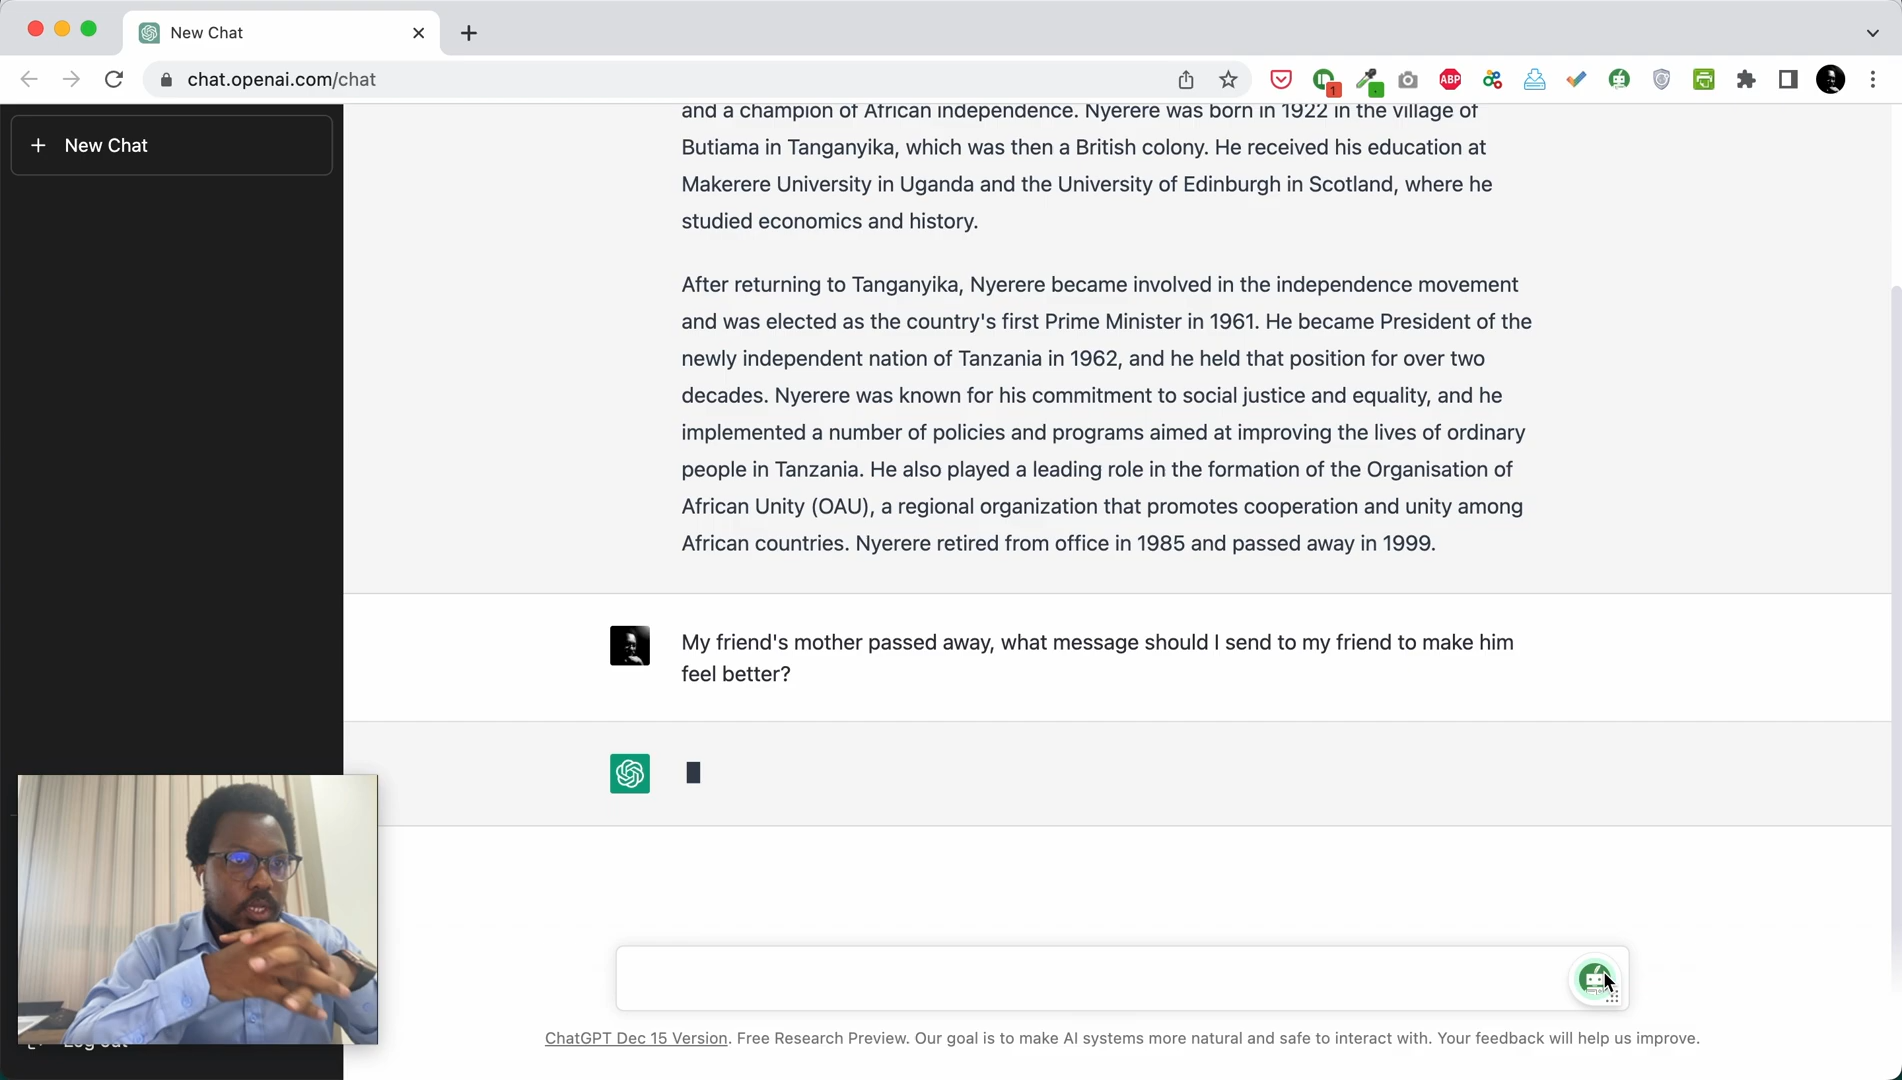 New Chat
chat.openai.com/chat
ABP
1
New Chat
and a champion of African independence. Nyerere was born in 1922 in the village of
Butiama in Tanganyika, which was then a British colony. He received his education at
Makerere University in Uganda and the University of Edinburgh in Scotland, where he
studied economics and history.
After returning to Tanganyika, Nyerere became involved in the independence movement
and was elected as the country's first Prime Minister in 1961. He became President of the
newly independent nation of Tanzania in 1962, and he held that position for over two
decades. Nyerere was known for his commitment to social justice and equality, and he
implemented a number of policies and programs aimed at improving the lives of ordinary
people in Tanzania. He also played a leading role in the formation of the Organisation of
African Unity (OAU), a regional organization that promotes cooperation and unity among
African countries. Nyerere retired from office in 1985 and passed away in 1999.
My friend's mother passed away, what message should I send to my friend to make him
feel better?
Log out
ChatGPT Dec 15 Version. Free Research Preview. Our goal is to make AI systems more natural and safe to interact with. Your feedback will help us improve.